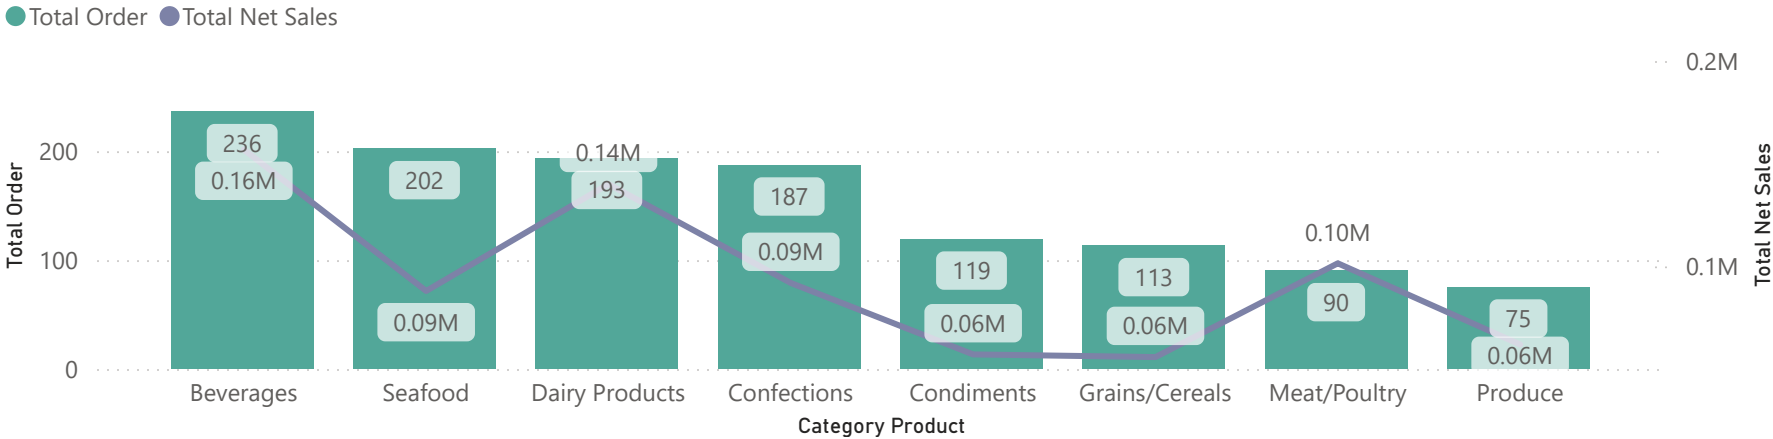 Total Order Total Net Sales
0.2M
200
100
0
0.1M
Total Order
Total Net Sales
236
0.16M
202
0.09M
0.14M
193
187
0.09M
119
0.06M
113
0.06M
0.10M
90
75
0.06M
Beverages Seafood Dairy Products Confections Condiments Grains/Cereals Meat/Poultry Produce
Category Product